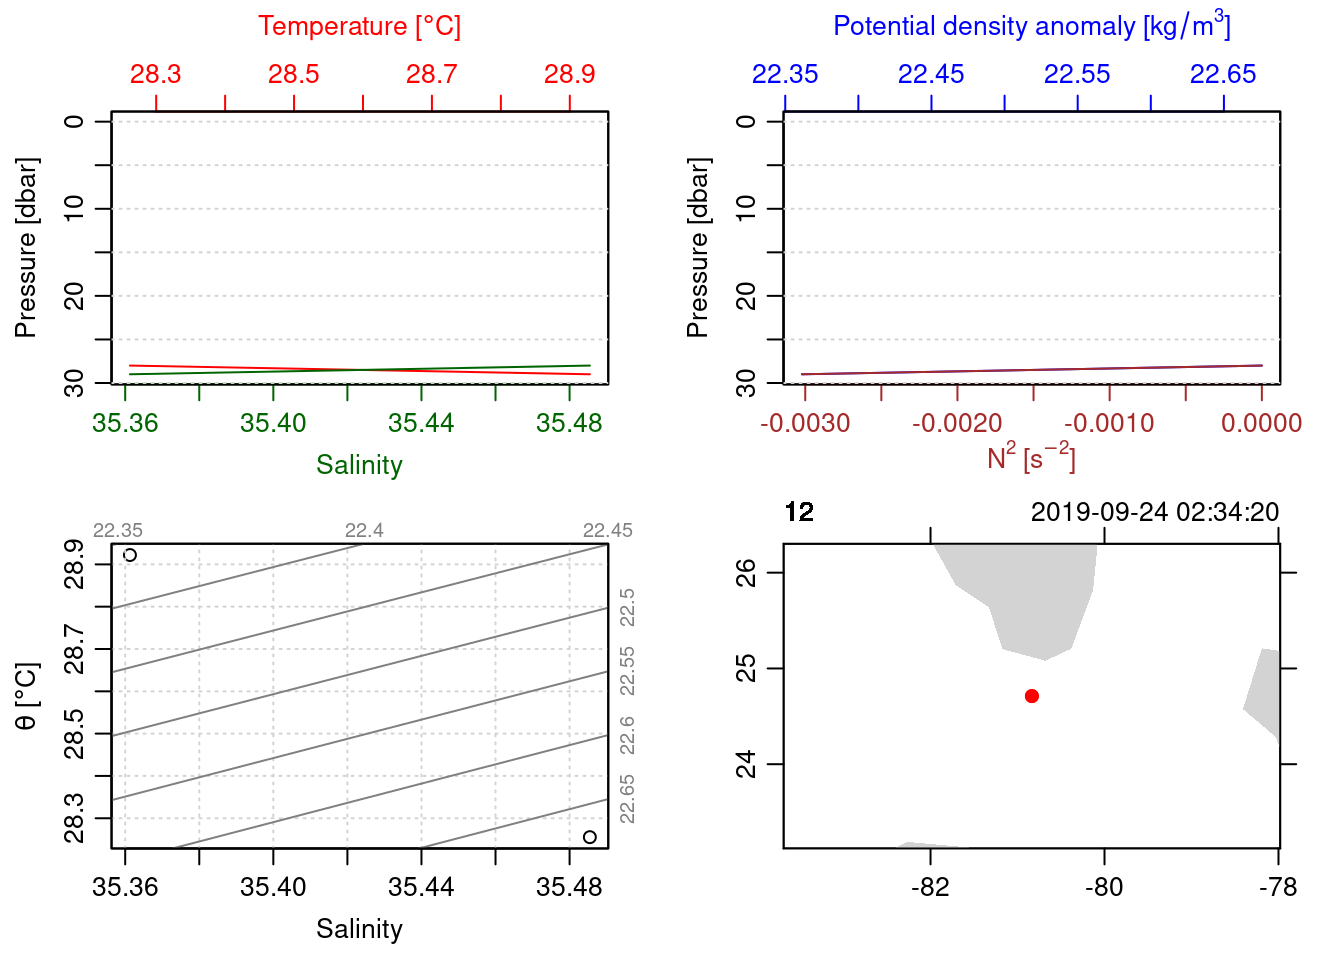 Temperature [°C]
28.3 28.5 28.7 28.9
Pressure [dbar]
0
10
20
30
35.36 35.40 35.44 35.48
Salinity
Potential density anomaly [kg/m³]
22.35 22.45 22.55 22.65
Pressure [dbar]
0
10
20
30
-0.0030 -0.0020 -0.0010 0.0000
N² [s⁻²]
22.35 22.4 22.45
22.5
22.55
22.6
22.65
θ [°C]
28.9
28.7
28.5
28.3
35.36 35.40 35.44 35.48
Salinity
12 2019-09-24 02:34:20
26
25
24
-82 -80 -78